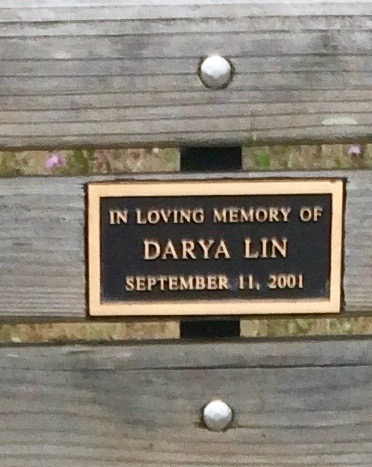 IN LOVING MEMORY OF
DARYA LIN
SEPTEMBER 11, 2001